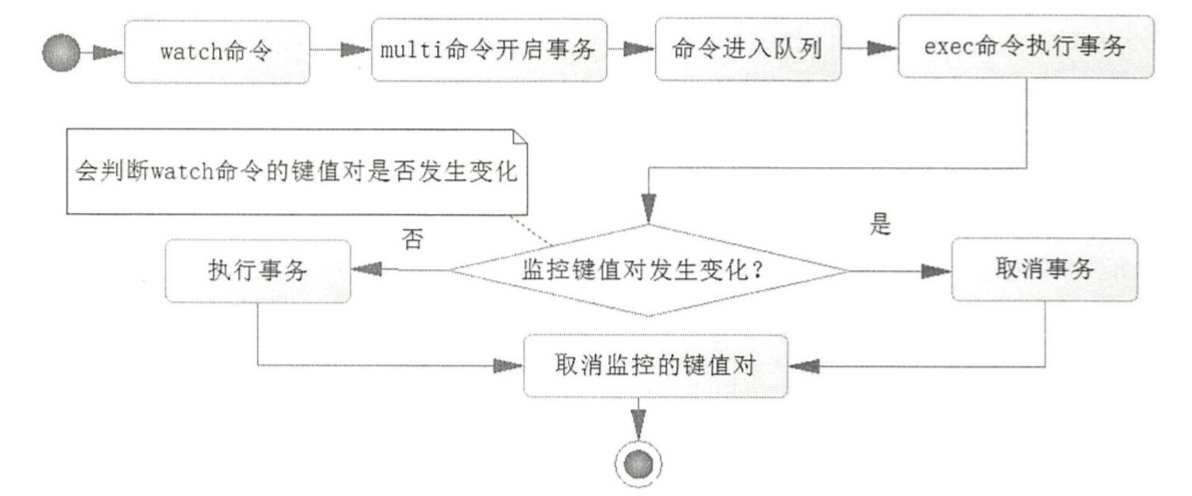 watch命令
multi命令开启事务
命令进入队列
exec命令执行事务
会判断watch命令的键值对是否发生变化
否
是
执行事务
监控键值对发生变化？
取消事务
取消监控的键值对